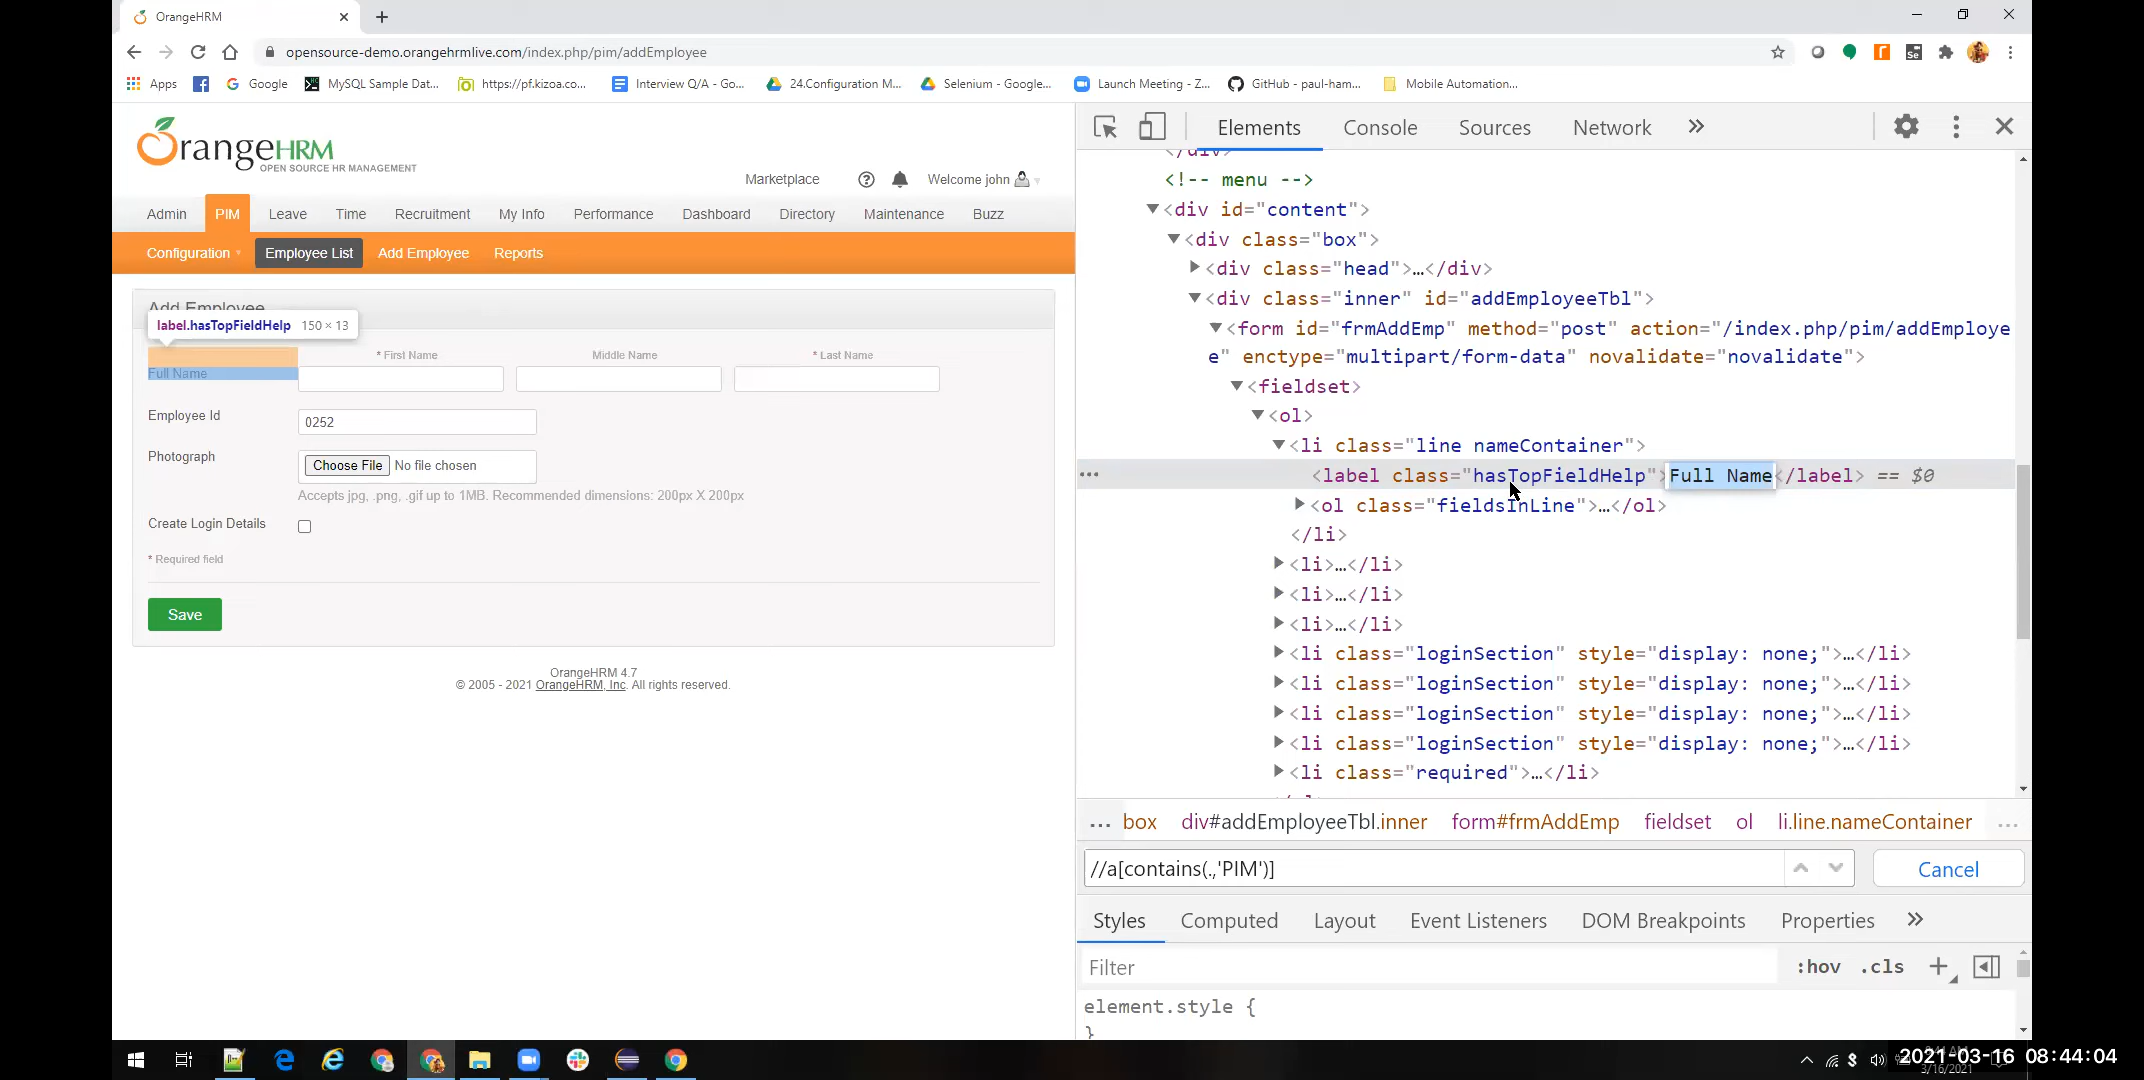 OrangeHRM
opensource-demo.orangehrmlive.com/index.php/pim/addEmployee
Apps
Google
MySQL Sample Dat...
https://pf.kizoa.co...
Interview Q/A - Go...
24.Configuration M...
Selenium - Google...
Launch Meeting - Z...
GitHub - paul-ham...
Mobile Automation...
OrangeHRM
OPEN SOURCE HR MANAGEMENT
Marketplace
Welcome john
Admin
PIM
Leave
Time
Recruitment
My Info
Performance
Dashboard
Directory
Maintenance
Buzz
Configuration
Employee List
Add Employee
Reports
Add Employee
label.hasTopFieldHelp 150 × 13
* First Name
Middle Name
* Last Name
Full Name
Employee Id
0252
Photograph
Choose File No file chosen
Accepts jpg, .png, .gif up to 1MB. Recommended dimensions: 200px X 200px
Create Login Details
* Required field
Save
OrangeHRM 4.7
© 2005 - 2021 OrangeHRM, Inc. All rights reserved.
Elements
Console
Sources
Network
</div>
<!-- menu -->
<div id="content">
<div class="box">
<div class="head">…</div>
<div class="inner" id="addEmployeeTbl">
<form id="frmAddEmp" method="post" action="/index.php/pim/addEmploye
e" enctype="multipart/form-data" novalidate="novalidate">
<fieldset>
<ol>
<li class="line nameContainer">
<label class="hasTopFieldHelp">Full Name</label> == $0
<ol class="fieldsInLine">…</ol>
</li>
<li>…</li>
<li>…</li>
<li>…</li>
<li class="loginSection" style="display: none;">…</li>
<li class="loginSection" style="display: none;">…</li>
<li class="loginSection" style="display: none;">…</li>
<li class="loginSection" style="display: none;">…</li>
<li class="required">…</li>
... box div#addEmployeeTbl.inner form#frmAddEmp fieldset ol li.line.nameContainer ...
//a[contains(.,'PIM')]
Cancel
Styles
Computed
Layout
Event Listeners
DOM Breakpoints
Properties
Filter
:hov .cls
element.style {
}
2021-03-16 08:44:04
3/16/2021